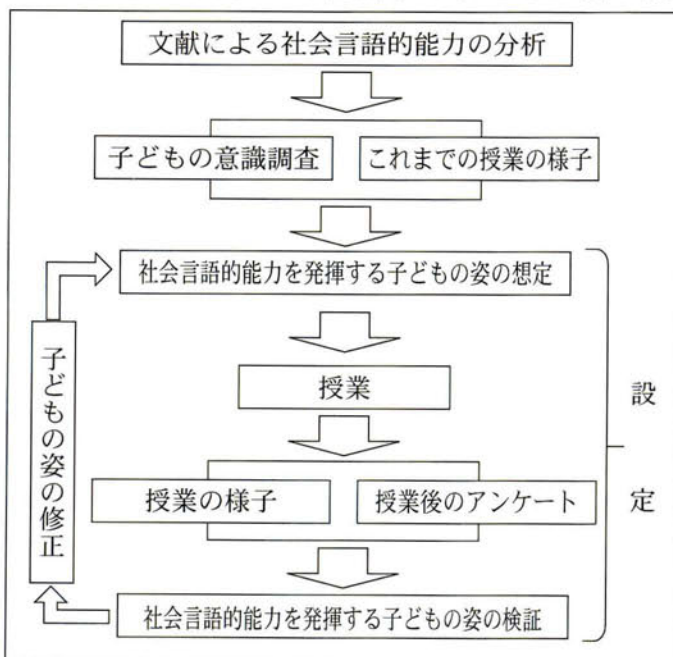 文献による社会言語的能力の分析
子どもの意識調査
これまでの授業の様子
社会言語的能力を発揮する子どもの姿の想定
子どもの姿の修正
授業
設定
授業の様子
授業後のアンケート
社会言語的能力を発揮する子どもの姿の検証